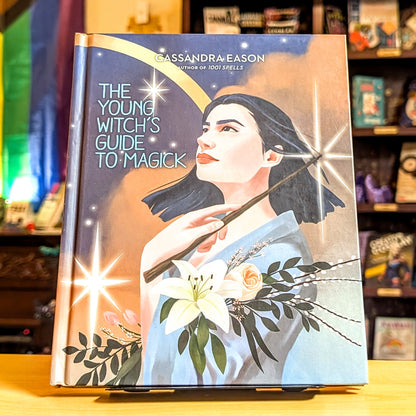 CASSANDRA EASON
AUTHOR OF 1001 SPELLS
THE
YOUNG
WITCH'S
GUIDE
TO MAGICK